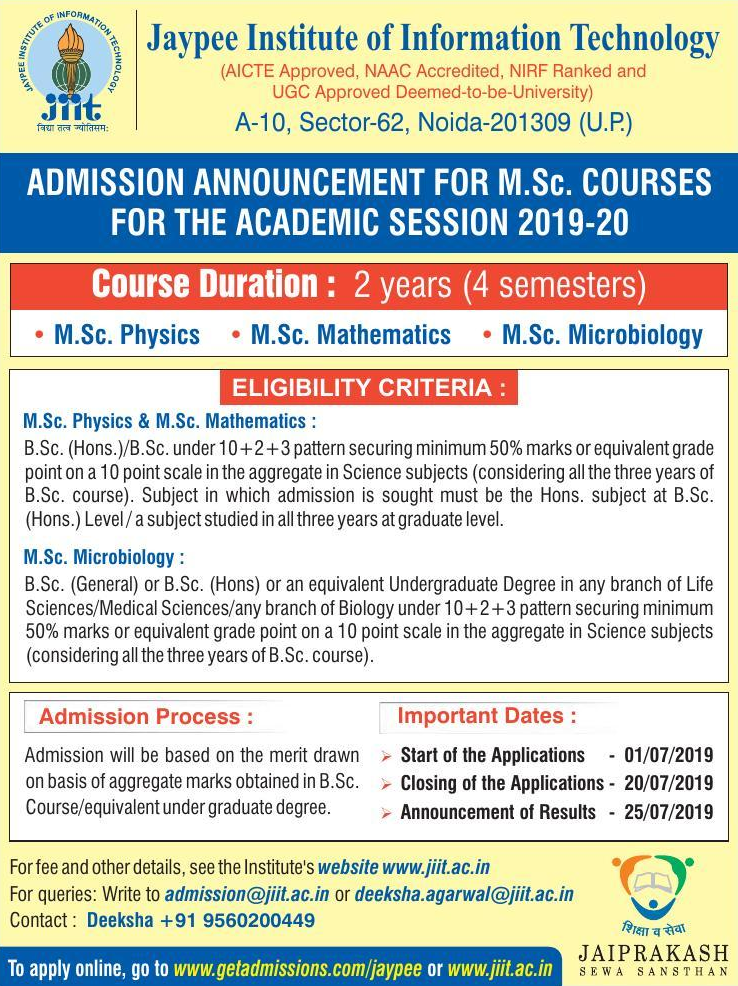 JAYPEE INSTITUTE OF INFORMATION TECHNOLOGY
jiit
विद्या तत्व ज्योतिसमः
Jaypee Institute of Information Technology
(AICTE Approved, NAAC Accredited, NIRF Ranked and
UGC Approved Deemed-to-be-University)
A-10, Sector-62, Noida-201309 (U.P.)
ADMISSION ANNOUNCEMENT FOR M.Sc. COURSES
FOR THE ACADEMIC SESSION 2019-20
Course Duration : 2 years (4 semesters)
• M.Sc. Physics • M.Sc. Mathematics • M.Sc. Microbiology
ELIGIBILITY CRITERIA :
M.Sc. Physics & M.Sc. Mathematics :
B.Sc. (Hons.)/B.Sc. under 10+2+3 pattern securing minimum 50% marks or equivalent grade
point on a 10 point scale in the aggregate in Science subjects (considering all the three years of
B.Sc. course). Subject in which admission is sought must be the Hons. subject at B.Sc.
(Hons.) Level / a subject studied in all three years at graduate level.
M.Sc. Microbiology :
B.Sc. (General) or B.Sc. (Hons) or an equivalent Undergraduate Degree in any branch of Life
Sciences/Medical Sciences/any branch of Biology under 10+2+3 pattern securing minimum
50% marks or equivalent grade point on a 10 point scale in the aggregate in Science subjects
(considering all the three years of B.Sc. course).
Admission Process :
Admission will be based on the merit drawn
on basis of aggregate marks obtained in B.Sc.
Course/equivalent under graduate degree.
Important Dates :
➢ Start of the Applications - 01/07/2019
➢ Closing of the Applications - 20/07/2019
➢ Announcement of Results - 25/07/2019
For fee and other details, see the Institute's website www.jiit.ac.in
For queries: Write to admission@jiit.ac.in or deeksha.agarwal@jiit.ac.in
Contact : Deeksha +91 9560200449
To apply online, go to www.getadmissions.com/jaypee or www.jiit.ac.in
शिक्षा व सेवा
JAIPRAKASH
SEWA SANSTHAN